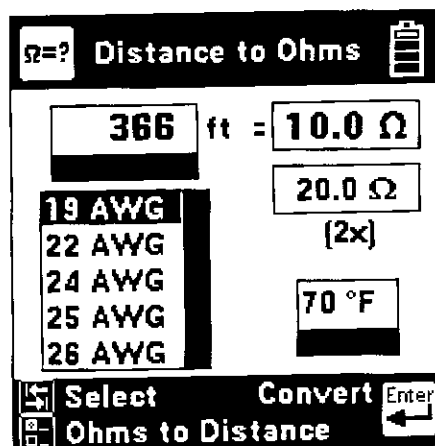 Ω=? Distance to Ohms
366 ft = 10.0 Ω
20.0 Ω
(2x)
19 AWG
22 AWG
24 AWG
25 AWG
26 AWG
70 °F
Select Convert Enter
Ohms to Distance